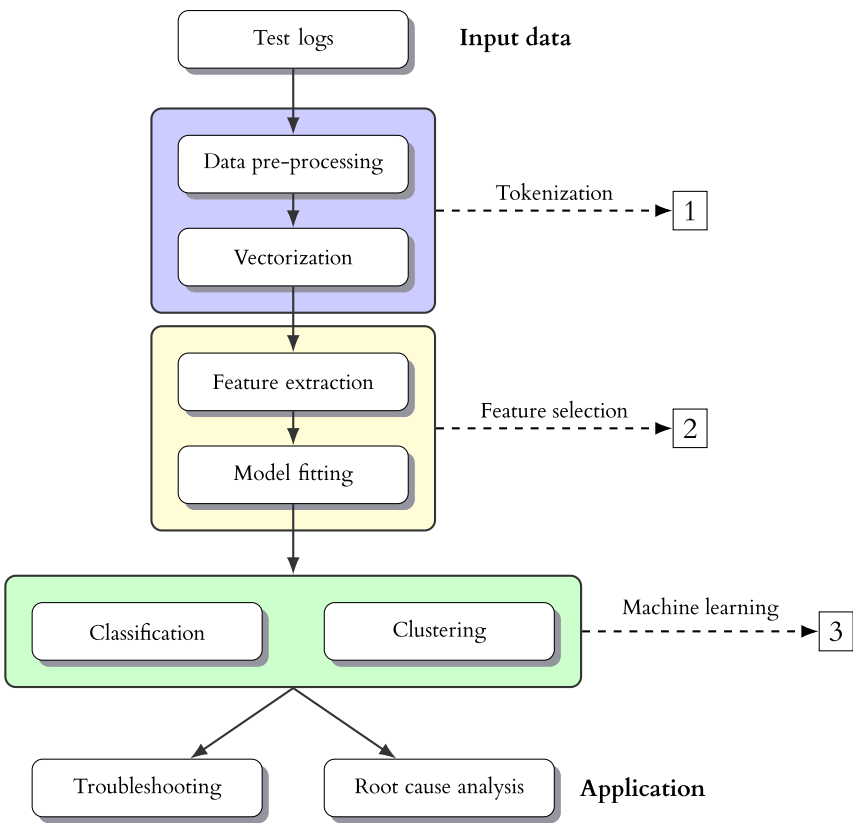 Test logs
Input data
Data pre-processing
Tokenization
1
Vectorization
Feature extraction
Feature selection
2
Model fitting
Machine learning
Classification
Clustering
3
Troubleshooting
Root cause analysis
Application